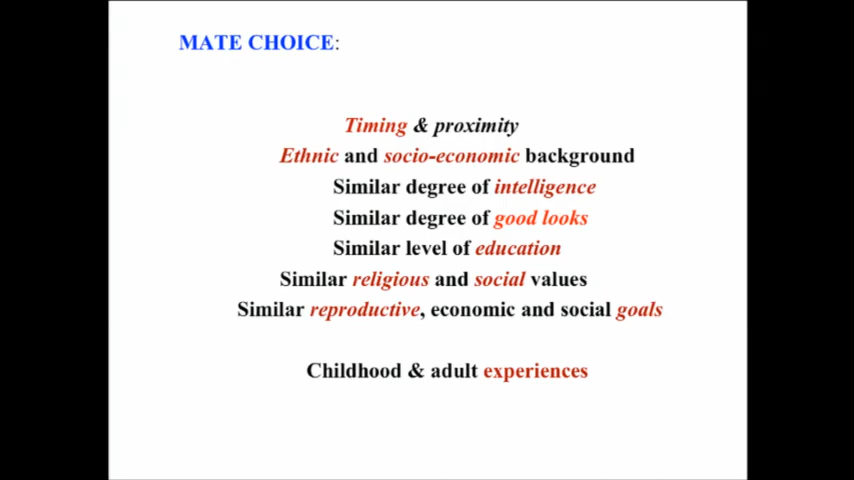 MATE CHOICE:
Timing & proximity
Ethnic and socio-economic background
Similar degree of intelligence
Similar degree of good looks
Similar level of education
Similar religious and social values
Similar reproductive, economic and social goals
Childhood & adult experiences